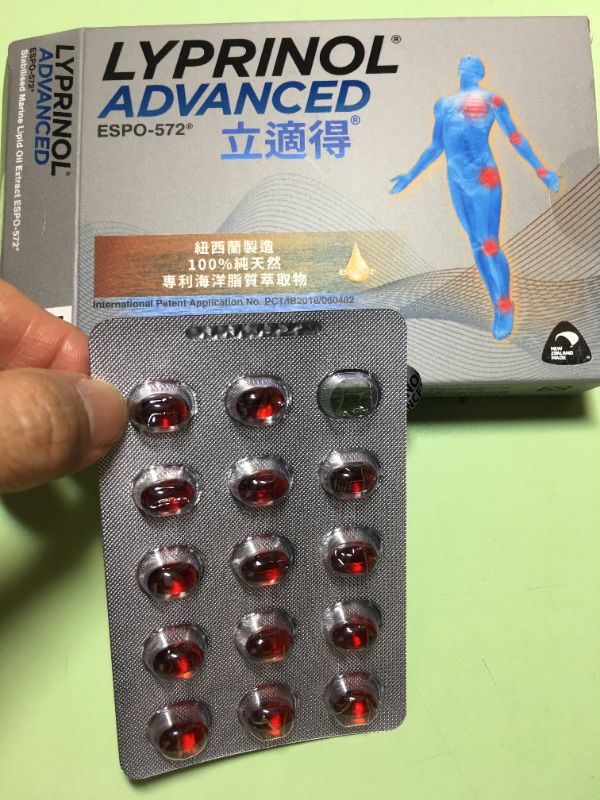 LYPRINOL®
ADVANCED
ESPO-572®
立適得®
紐西蘭製造
100%純天然
專利海洋脂質萃取物
International Patent Application No. PCT/IB2018/060482
NEW
ZEALAND
MADE
LYPRINOL®
ADVANCED
ESPO-572®
Stabilised Marine Lipid Oil Extract ESPO-572®